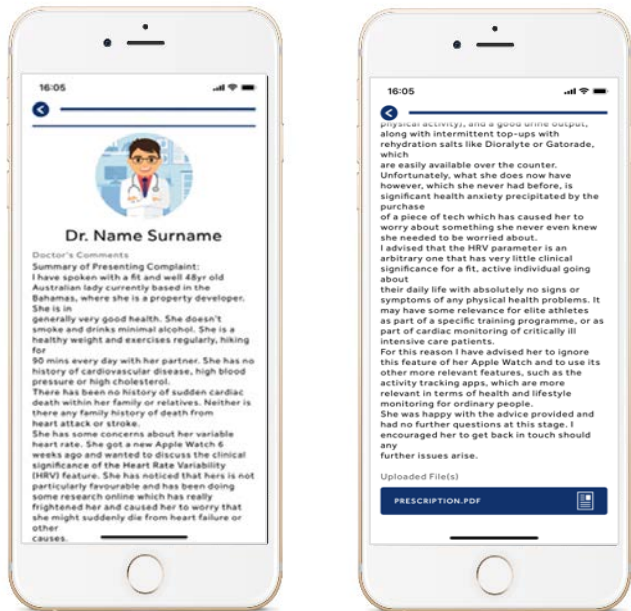 16:05
Dr. Name Surname
Doctor's Comments
Summary of Presenting Complaint:
I have spoken with a fit and well 48yr old
Australian lady currently based in the
Bahamas, where she is a property developer.
She is in
generally very good health. She doesn't
smoke and drinks minimal alcohol. She is a
healthy weight and exercises regularly, hiking
for
90 mins every day with her partner. She has no
history of cardiovascular disease, high blood
pressure or high cholesterol.
There has been no history of sudden cardiac
death within her family or relatives. Neither is
there any family history of death from
heart attack or stroke.
She has some concerns about her variable
heart rate. She got a new Apple Watch 6
weeks ago and wanted to discuss the clinical
significance of the Heart Rate Variability
(HRV) feature. She has noticed that hers is not
particularly favourable and has been doing
some research online which has really
frightened her and caused her to worry that
she might suddenly die from heart failure or
other
causes.
16:05
physical activity), and a good urine output,
along with intermittent top-ups with
rehydration salts like Dioralyte or Gatorade,
which
are easily available over the counter.
Unfortunately, what she does now have
however, which she never had before, is
significant health anxiety precipitated by the
purchase
of a piece of tech which has caused her to
worry about something she never even knew
she needed to be worried about.
I advised that the HRV parameter is an
arbitrary one that has very little clinical
significance for a fit, active individual going
about
their daily life with absolutely no signs or
symptoms of any physical health problems. It
may have some relevance for elite athletes
as part of a specific training programme, or as
part of cardiac monitoring of critically ill
intensive care patients.
For this reason I have advised her to ignore
this feature of her Apple Watch and to use its
other more relevant features, such as the
activity tracking apps, which are more
relevant in terms of health and lifestyle
monitoring for ordinary people.
She was happy with the advice provided and
had no further questions at this stage. I
encouraged her to get back in touch should
any
further issues arise.
Uploaded File(s)
PRESCRIPTION.PDF